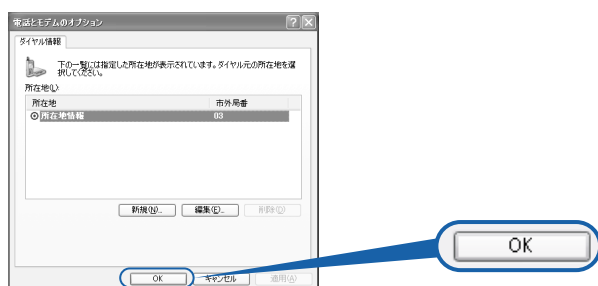 電話とモデムのオプション
ダイヤル情報
下の一覧には指定した所在地が表示されています。ダイヤル元の所在地を選
択してください。
所在地(L):
所在地 市外局番
所在地情報 03
新規(N)... 編集(E)... 削除(D)
OK キャンセル 適用(A)
OK